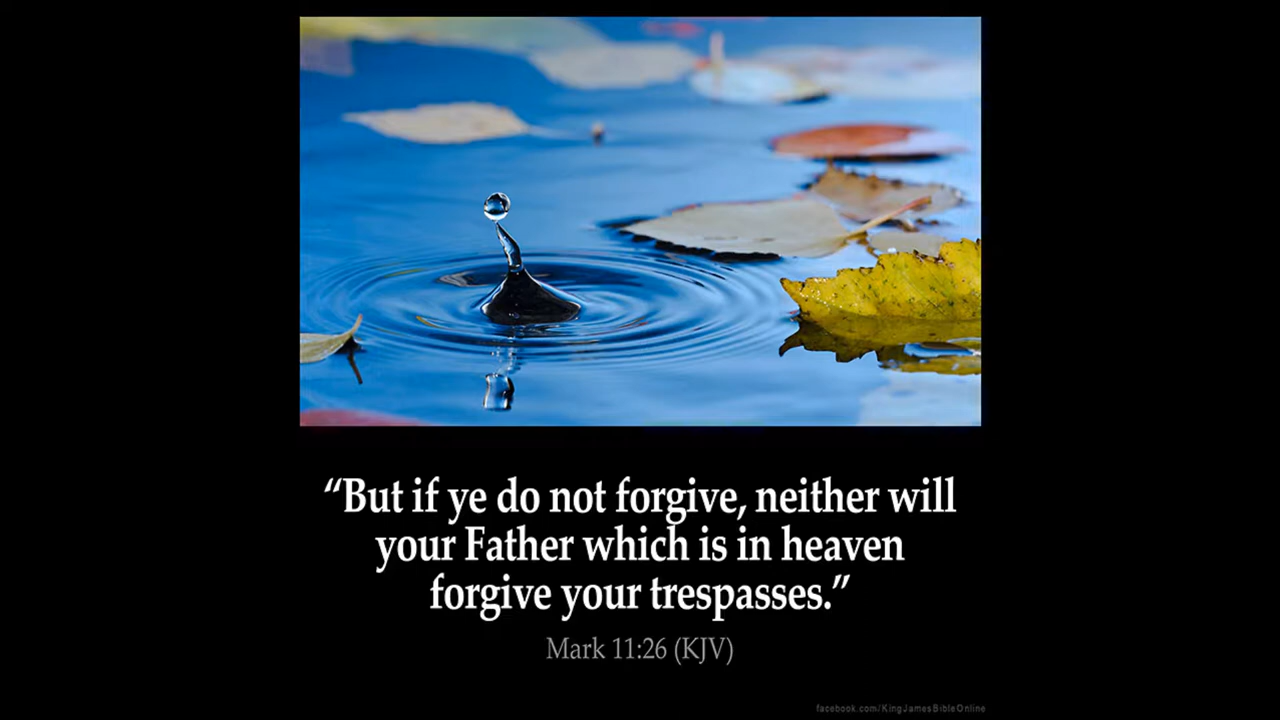 “But if ye do not forgive, neither will
your Father which is in heaven
forgive your trespasses.”
Mark 11:26 (KJV)
facebook.com/KingJamesBibleOnline